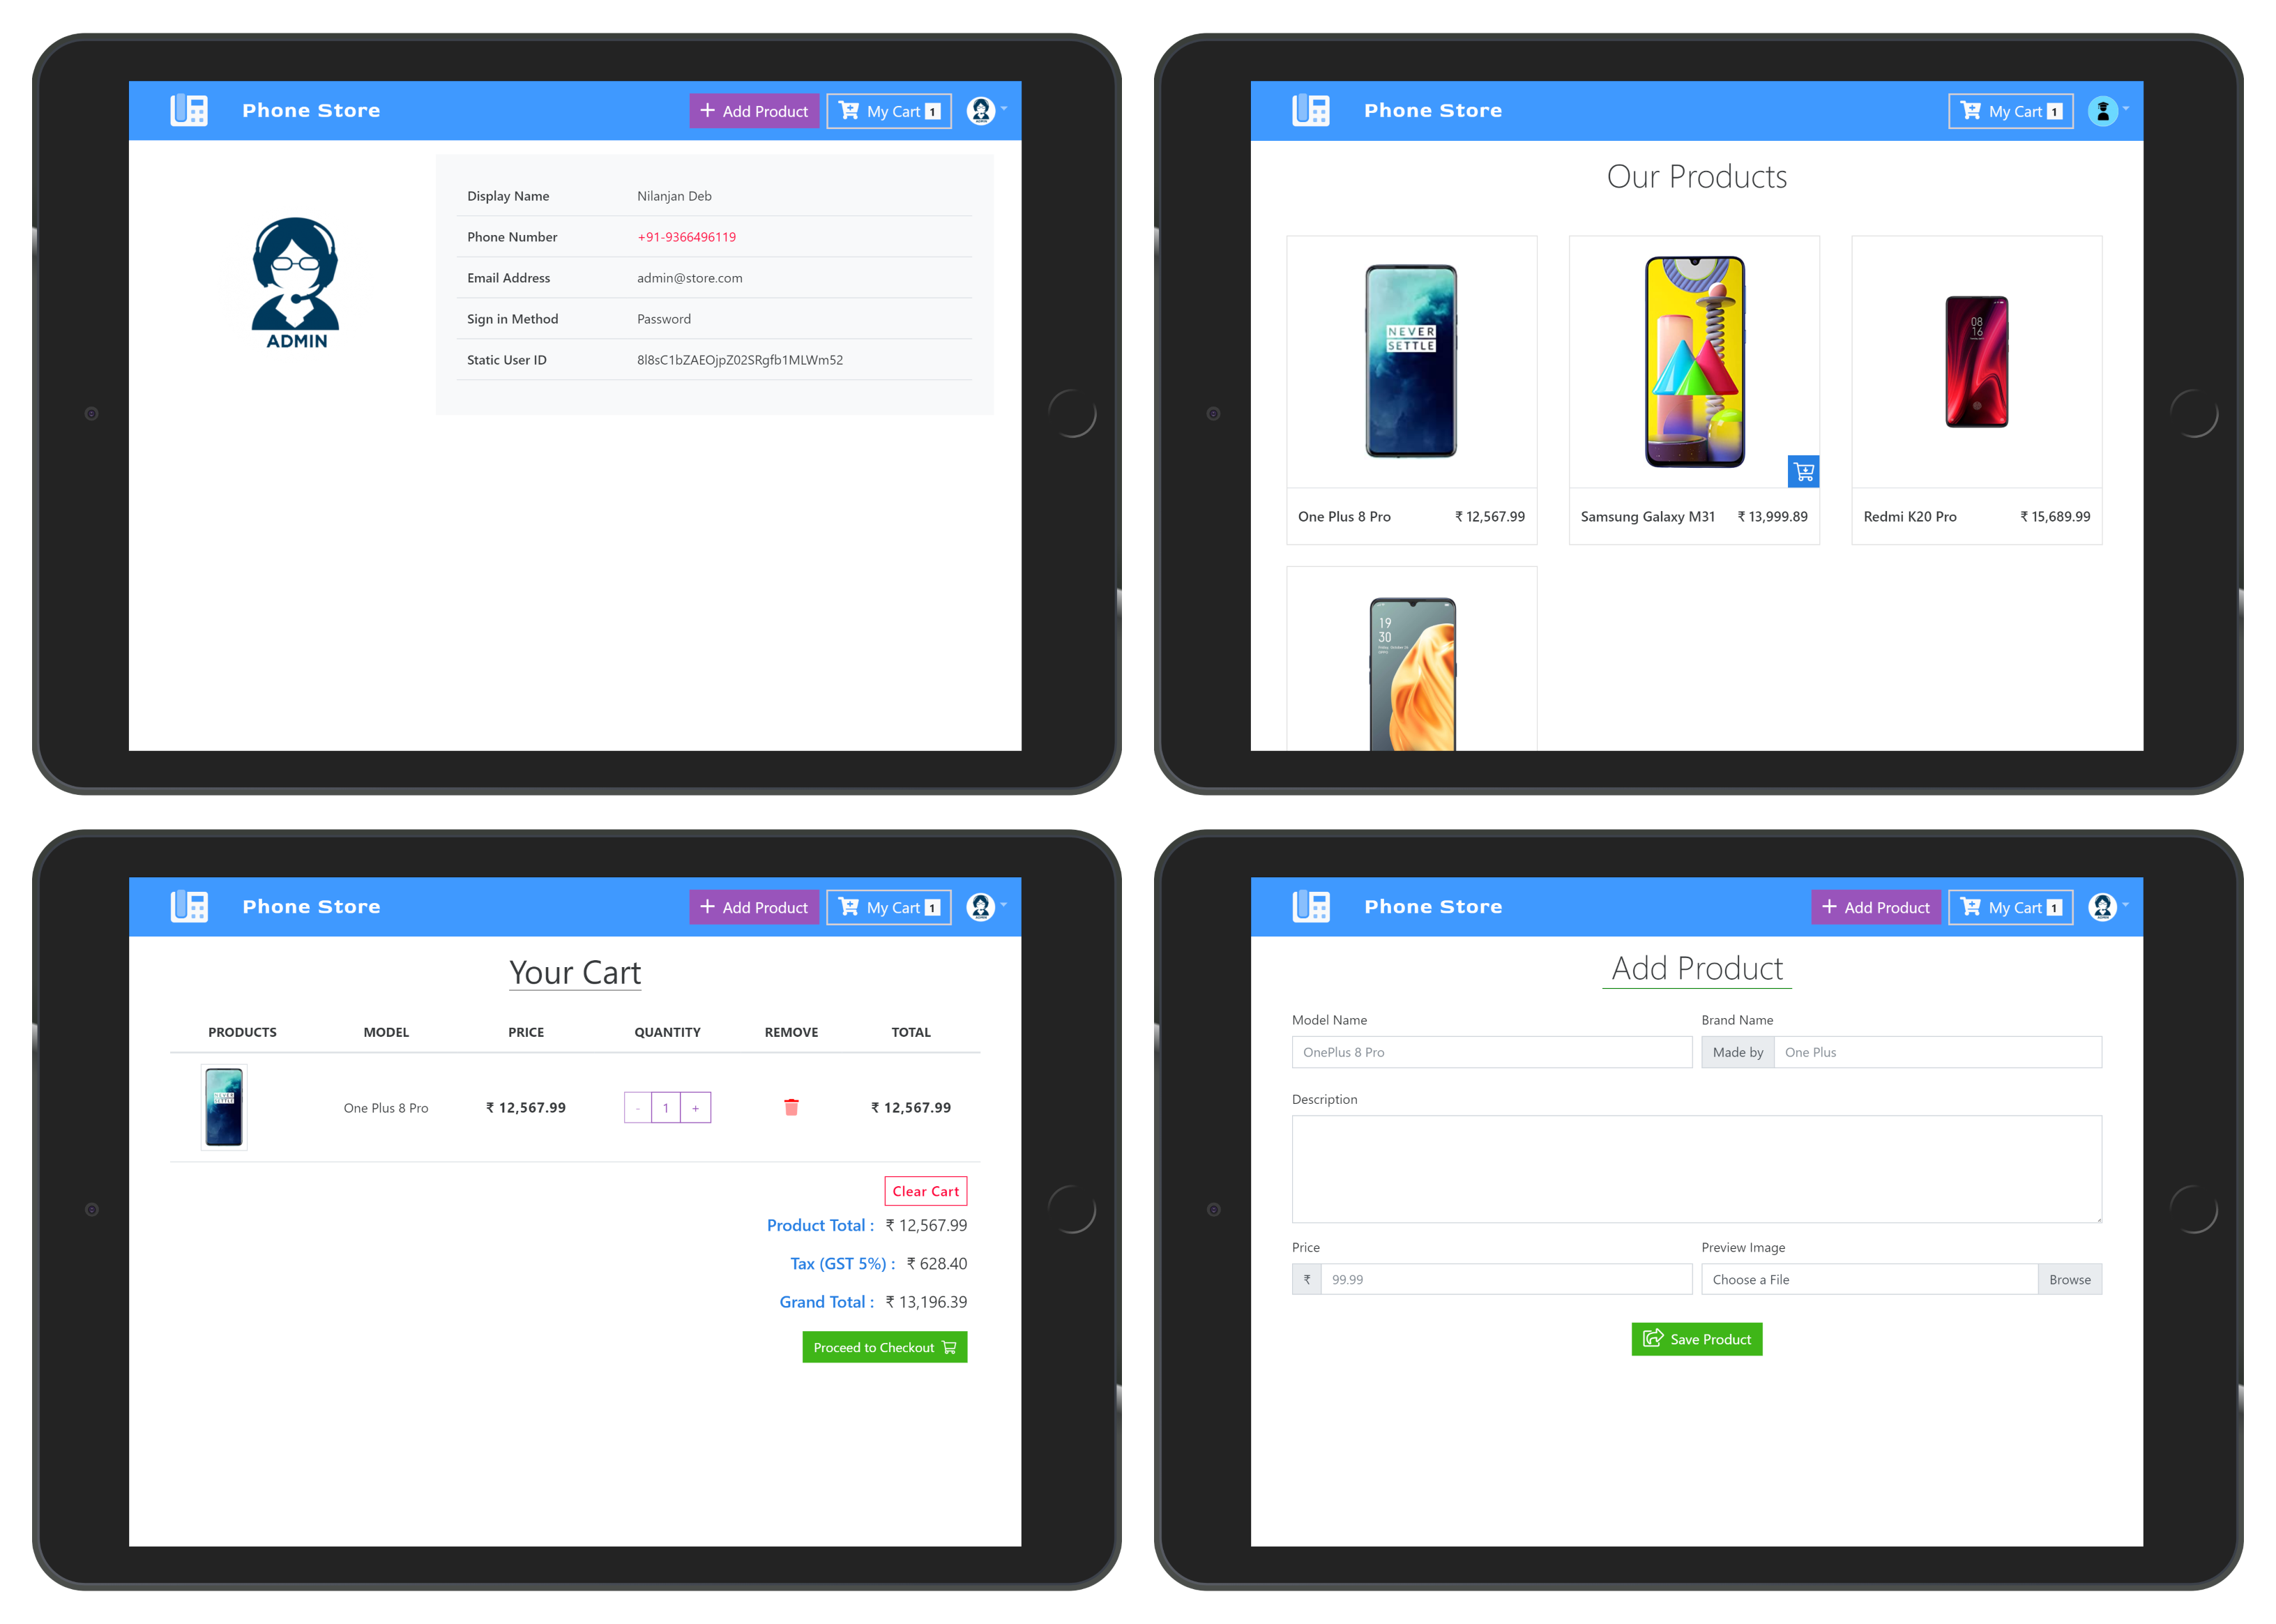 Phone Store
+ Add Product
My Cart 1
ADMIN
Display Name Nilanjan Deb
Phone Number +91-9366496119
Email Address admin@store.com
Sign in Method Password
Static User ID 8l8sC1bZAEOjpZ02SRgfb1MLWm52
Phone Store
My Cart 1
Our Products
NEVER
SETTLE
08
16
One Plus 8 Pro ₹ 12,567.99
Samsung Galaxy M31 ₹ 13,999.89
Redmi K20 Pro ₹ 15,689.99
19
30
Phone Store
+ Add Product
My Cart 1
Your Cart
PRODUCTS MODEL PRICE QUANTITY REMOVE TOTAL
NEVER
SETTLE
One Plus 8 Pro ₹ 12,567.99 - 1 + ₹ 12,567.99
Clear Cart
Product Total : ₹ 12,567.99
Tax (GST 5%) : ₹ 628.40
Grand Total : ₹ 13,196.39
Proceed to Checkout
Phone Store
+ Add Product
My Cart 1
Add Product
Model Name Brand Name
OnePlus 8 Pro Made by One Plus
Description
Price Preview Image
₹ 99.99 Choose a File Browse
Save Product